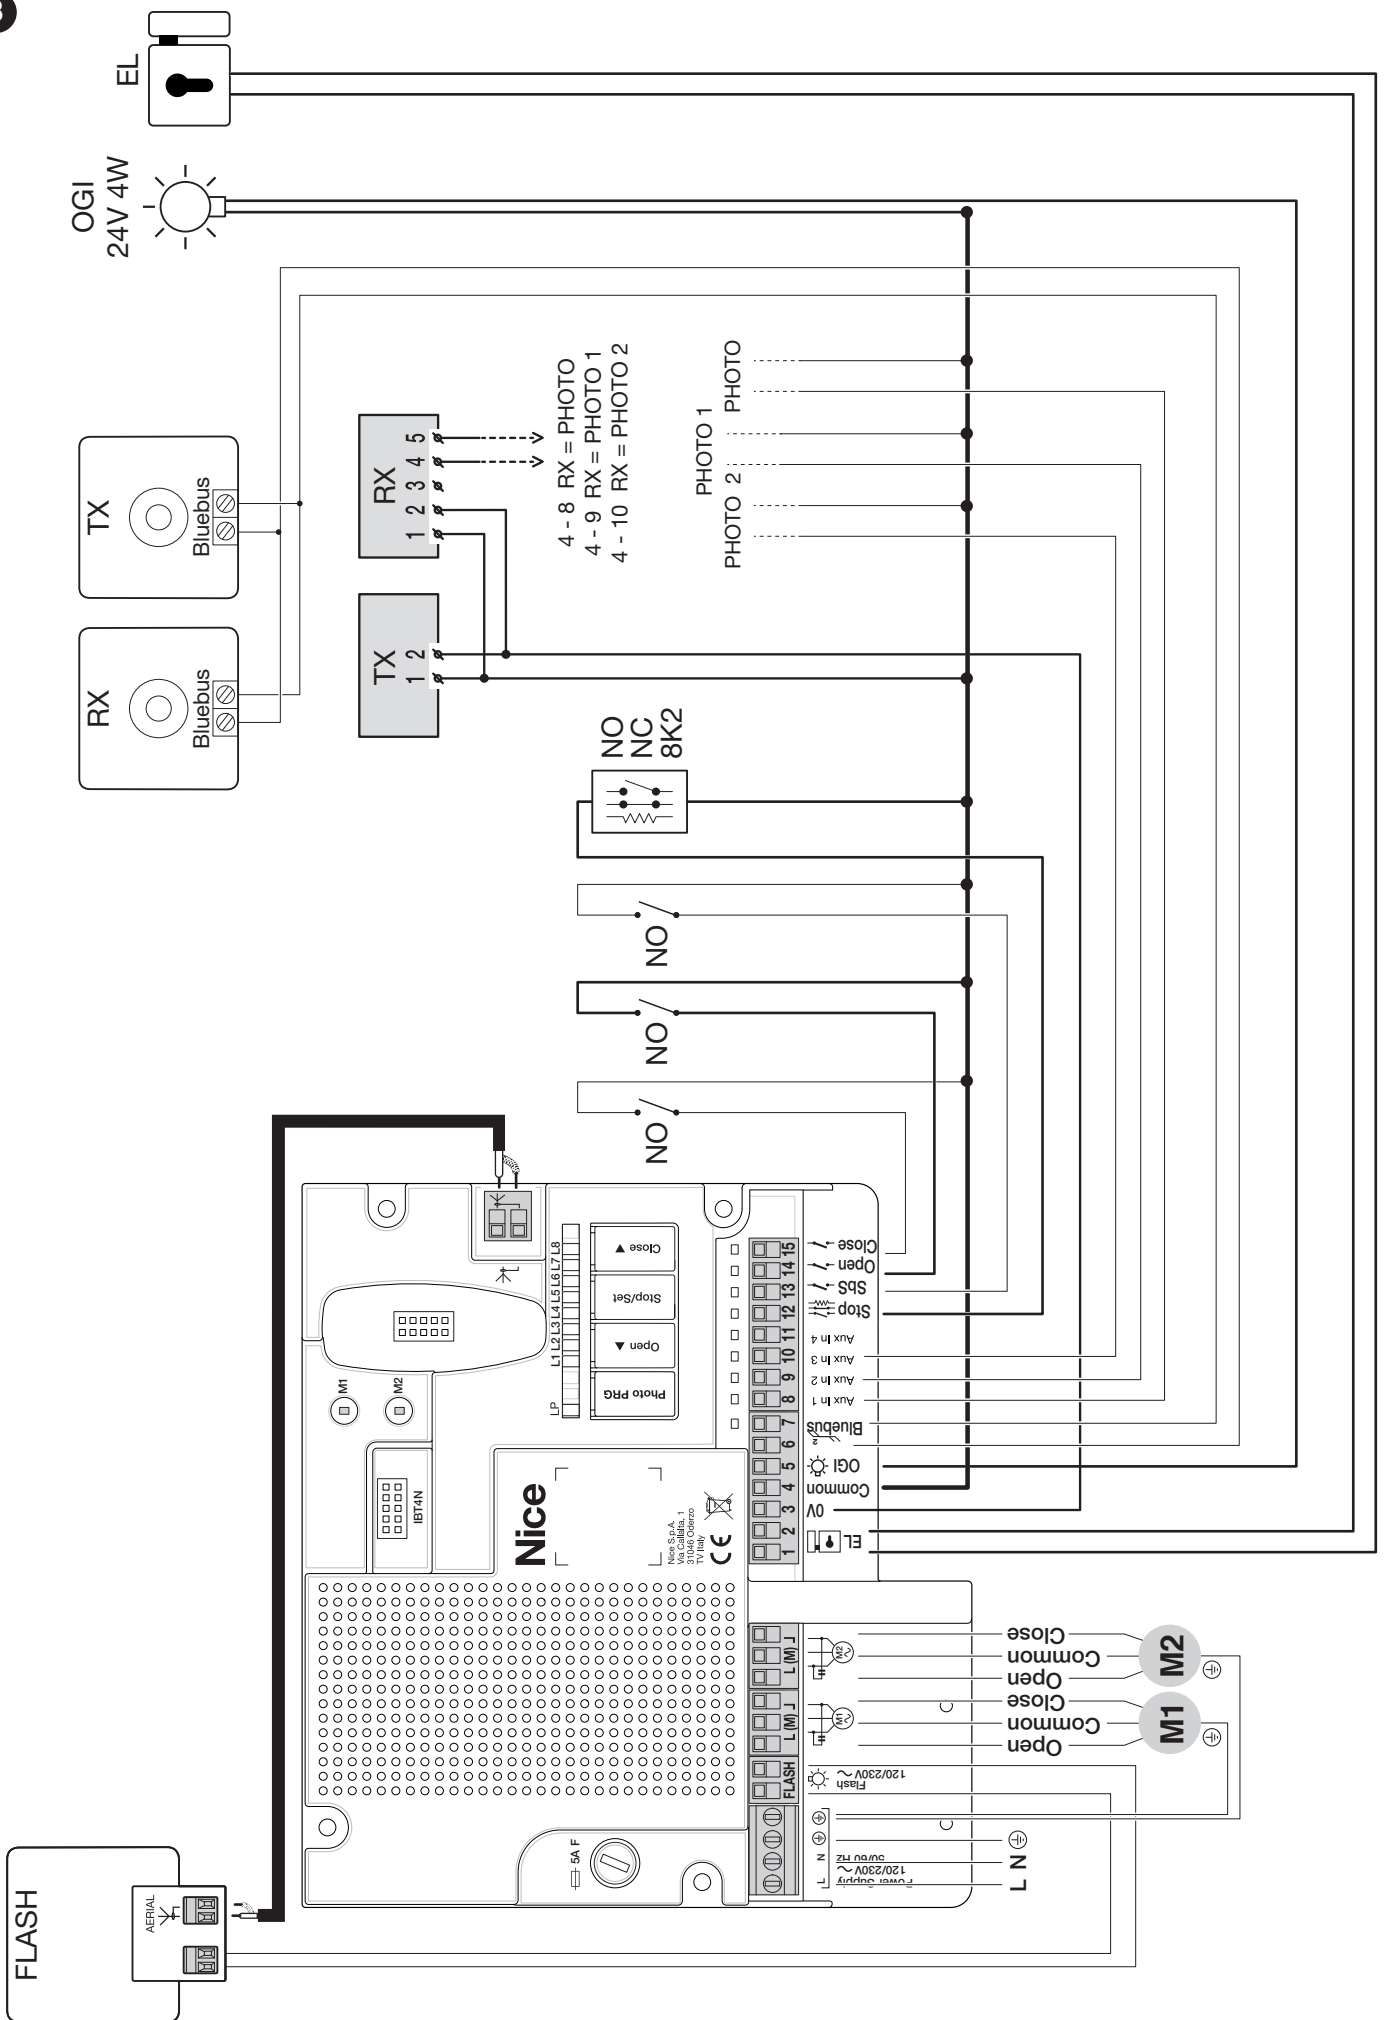 3
EL
OGI
24V 4W
TX
Bluebus
RX
Bluebus
RX
1 2 3 4 5
TX
1 2
4 - 8 RX = PHOTO
4 - 9 RX = PHOTO 1
4 - 10 RX = PHOTO 2
PHOTO
PHOTO 1
PHOTO 2
NO
NC
8K2
NO
NO
NO
M1
M2
IBT4N
LP
L1 L2 L3 L4 L5 L6 L7 L8
Photo PRG
Open ▲
Stop/Set
Close ▼
Nice
Nice S.p.A.
Via Callalta, 1
31046 Oderzo
TV Italy
CE
5A F
1 2 3 4 5 6 7 8 9 10 11 12 13 14 15
EL
0V
Common
OGI
2
Bluebus
Aux In 1
Aux In 2
Aux In 3
Aux In 4
Stop
SbS
Open
Close
L (M)
L (M)
FLASH
M2
M1
Flash
120/230V
Power Supply
120/230V
50/60 Hz
L
N
Close
Common
Open
M2
Close
Common
Open
M1
L
N
FLASH
AERIAL